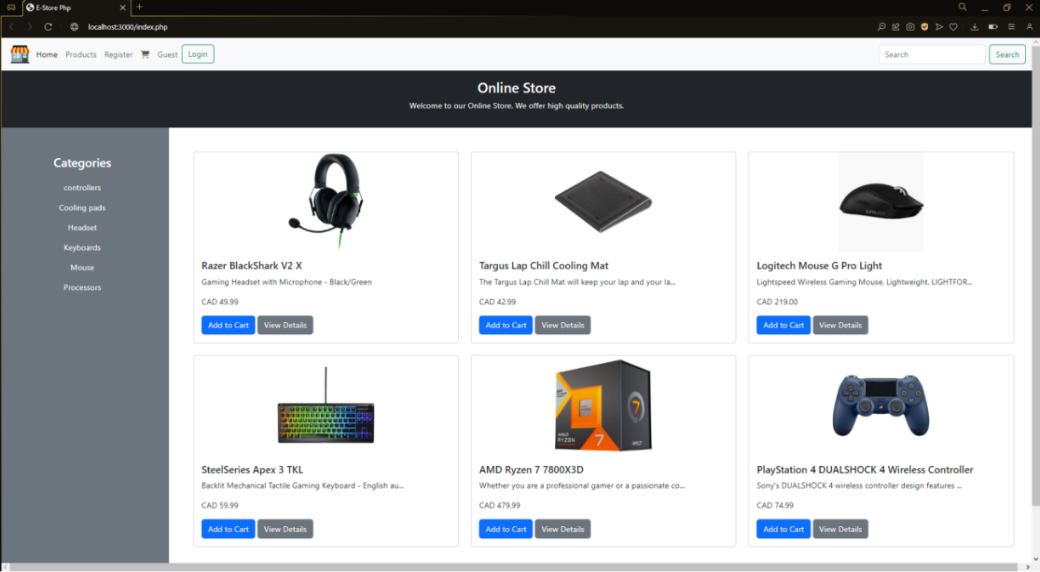 E-Store Php
localhost:3000/index.php
Home Products Register Guest Login
Search Search
Online Store
Welcome to our Online Store. We offer high quality products.
Categories
controllers
Cooling pads
Headset
Keyboards
Mouse
Processors
Razer BlackShark V2 X
Gaming Headset with Microphone - Black/Green
CAD 49.99
Add to Cart View Details
Targus Lap Chill Cooling Mat
The Targus Lap Chill Mat will keep your lap and your la...
CAD 42.99
Add to Cart View Details
Logitech Mouse G Pro Light
Lightspeed Wireless Gaming Mouse, Lightweight, LIGHTFOR...
CAD 219.00
Add to Cart View Details
SteelSeries Apex 3 TKL
Backlit Mechanical Tactile Gaming Keyboard - English au...
CAD 59.99
Add to Cart View Details
AMD
RYZEN
7
7
AMD Ryzen 7 7800X3D
Whether you are a professional gamer or a passionate co...
CAD 479.99
Add to Cart View Details
PlayStation 4 DUALSHOCK 4 Wireless Controller
Sony's DUALSHOCK 4 wireless controller design features ...
CAD 74.99
Add to Cart View Details